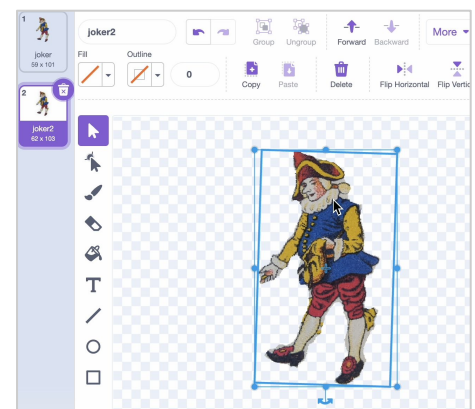 1
joker
59 x 101
2
joker2
62 x 103
joker2
Group
Ungroup
Forward
Backward
More
Fill
Outline
0
Copy
Paste
Delete
Flip Horizontal
Flip Vertic
T